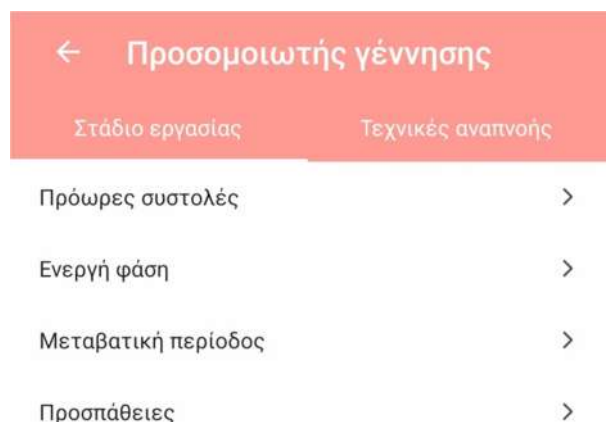 Προσομοιωτής γέννησης
Στάδιο εργασίας Τεχνικές αναπνοής
Πρόωρες συστολές
Ενεργή φάση
Μεταβατική περίοδος
Προσπάθειες